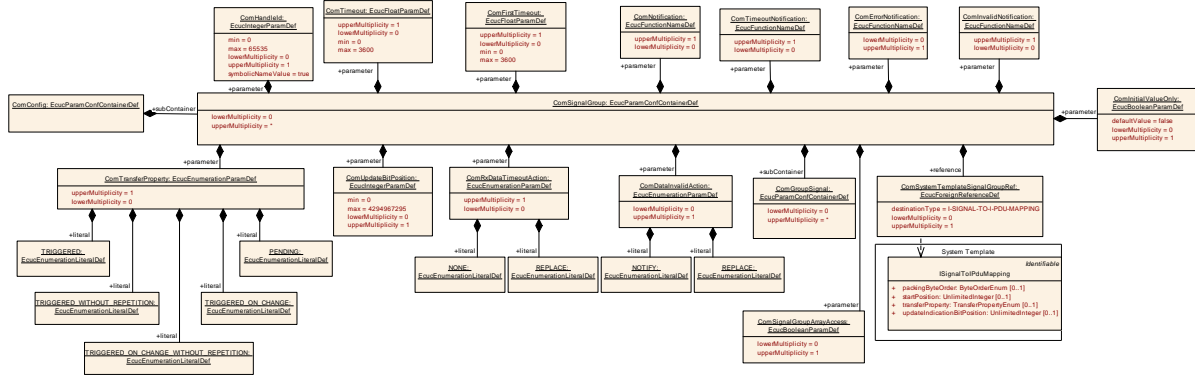 ComHandleId:
EcucIntegerParamDef
min = 0
max = 65535
lowerMultiplicity = 0
upperMultiplicity = 1
symbolicNameValue = true
+parameter
ComTimeout: EcucFloatParamDef
upperMultiplicity = 1
lowerMultiplicity = 0
min = 0
max = 3600
+parameter
ComFirstTimeout:
EcucFloatParamDef
upperMultiplicity = 1
lowerMultiplicity = 0
min = 0
max = 3600
+parameter
ComNotification:
EcucFunctionNameDef
upperMultiplicity = 1
lowerMultiplicity = 0
+parameter
ComTimeoutNotification:
EcucFunctionNameDef
upperMultiplicity = 1
lowerMultiplicity = 0
+parameter
ComErrorNotification:
EcucFunctionNameDef
lowerMultiplicity = 0
upperMultiplicity = 1
+parameter
ComInvalidNotification:
EcucFunctionNameDef
upperMultiplicity = 1
lowerMultiplicity = 0
+parameter
ComConfig: EcucParamConfContainerDef
+subContainer
ComSignalGroup: EcucParamConfContainerDef
lowerMultiplicity = 0
upperMultiplicity = *
+parameter
ComInitialValueOnly:
EcucBooleanParamDef
defaultValue = false
lowerMultiplicity = 0
upperMultiplicity = 1
+parameter
ComTransferProperty: EcucEnumerationParamDef
upperMultiplicity = 1
lowerMultiplicity = 0
+literal
TRIGGERED:
EcucEnumerationLiteralDef
+literal
TRIGGERED_WITHOUT_REPETITION:
EcucEnumerationLiteralDef
+literal
TRIGGERED_ON_CHANGE_WITHOUT_REPETITION:
EcucEnumerationLiteralDef
+literal
TRIGGERED_ON_CHANGE:
EcucEnumerationLiteralDef
+literal
PENDING:
EcucEnumerationLiteralDef
+parameter
ComUpdateBitPosition:
EcucIntegerParamDef
min = 0
max = 4294967295
lowerMultiplicity = 0
upperMultiplicity = 1
+parameter
ComRxDataTimeoutAction:
EcucEnumerationParamDef
upperMultiplicity = 1
lowerMultiplicity = 0
+literal
NONE:
EcucEnumerationLiteralDef
+literal
REPLACE:
EcucEnumerationLiteralDef
+parameter
ComDataInvalidAction:
EcucEnumerationParamDef
lowerMultiplicity = 0
upperMultiplicity = 1
+literal
NOTIFY:
EcucEnumerationLiteralDef
+literal
REPLACE:
EcucEnumerationLiteralDef
+subContainer
ComGroupSignal:
EcucParamConfContainerDef
lowerMultiplicity = 0
upperMultiplicity = *
+parameter
ComSignalGroupArrayAccess:
EcucBooleanParamDef
lowerMultiplicity = 0
upperMultiplicity = 1
+reference
ComSystemTemplateSignalGroupRef:
EcucForeignReferenceDef
destinationType = I-SIGNAL-TO-I-PDU-MAPPING
lowerMultiplicity = 0
upperMultiplicity = 1
System Template
Identifiable
ISignalToIPduMapping
+ packingByteOrder: ByteOrderEnum [0..1]
+ startPosition: UnlimitedInteger [0..1]
+ transferProperty: TransferPropertyEnum [0..1]
+ updateIndicationBitPosition: UnlimitedInteger [0..1]